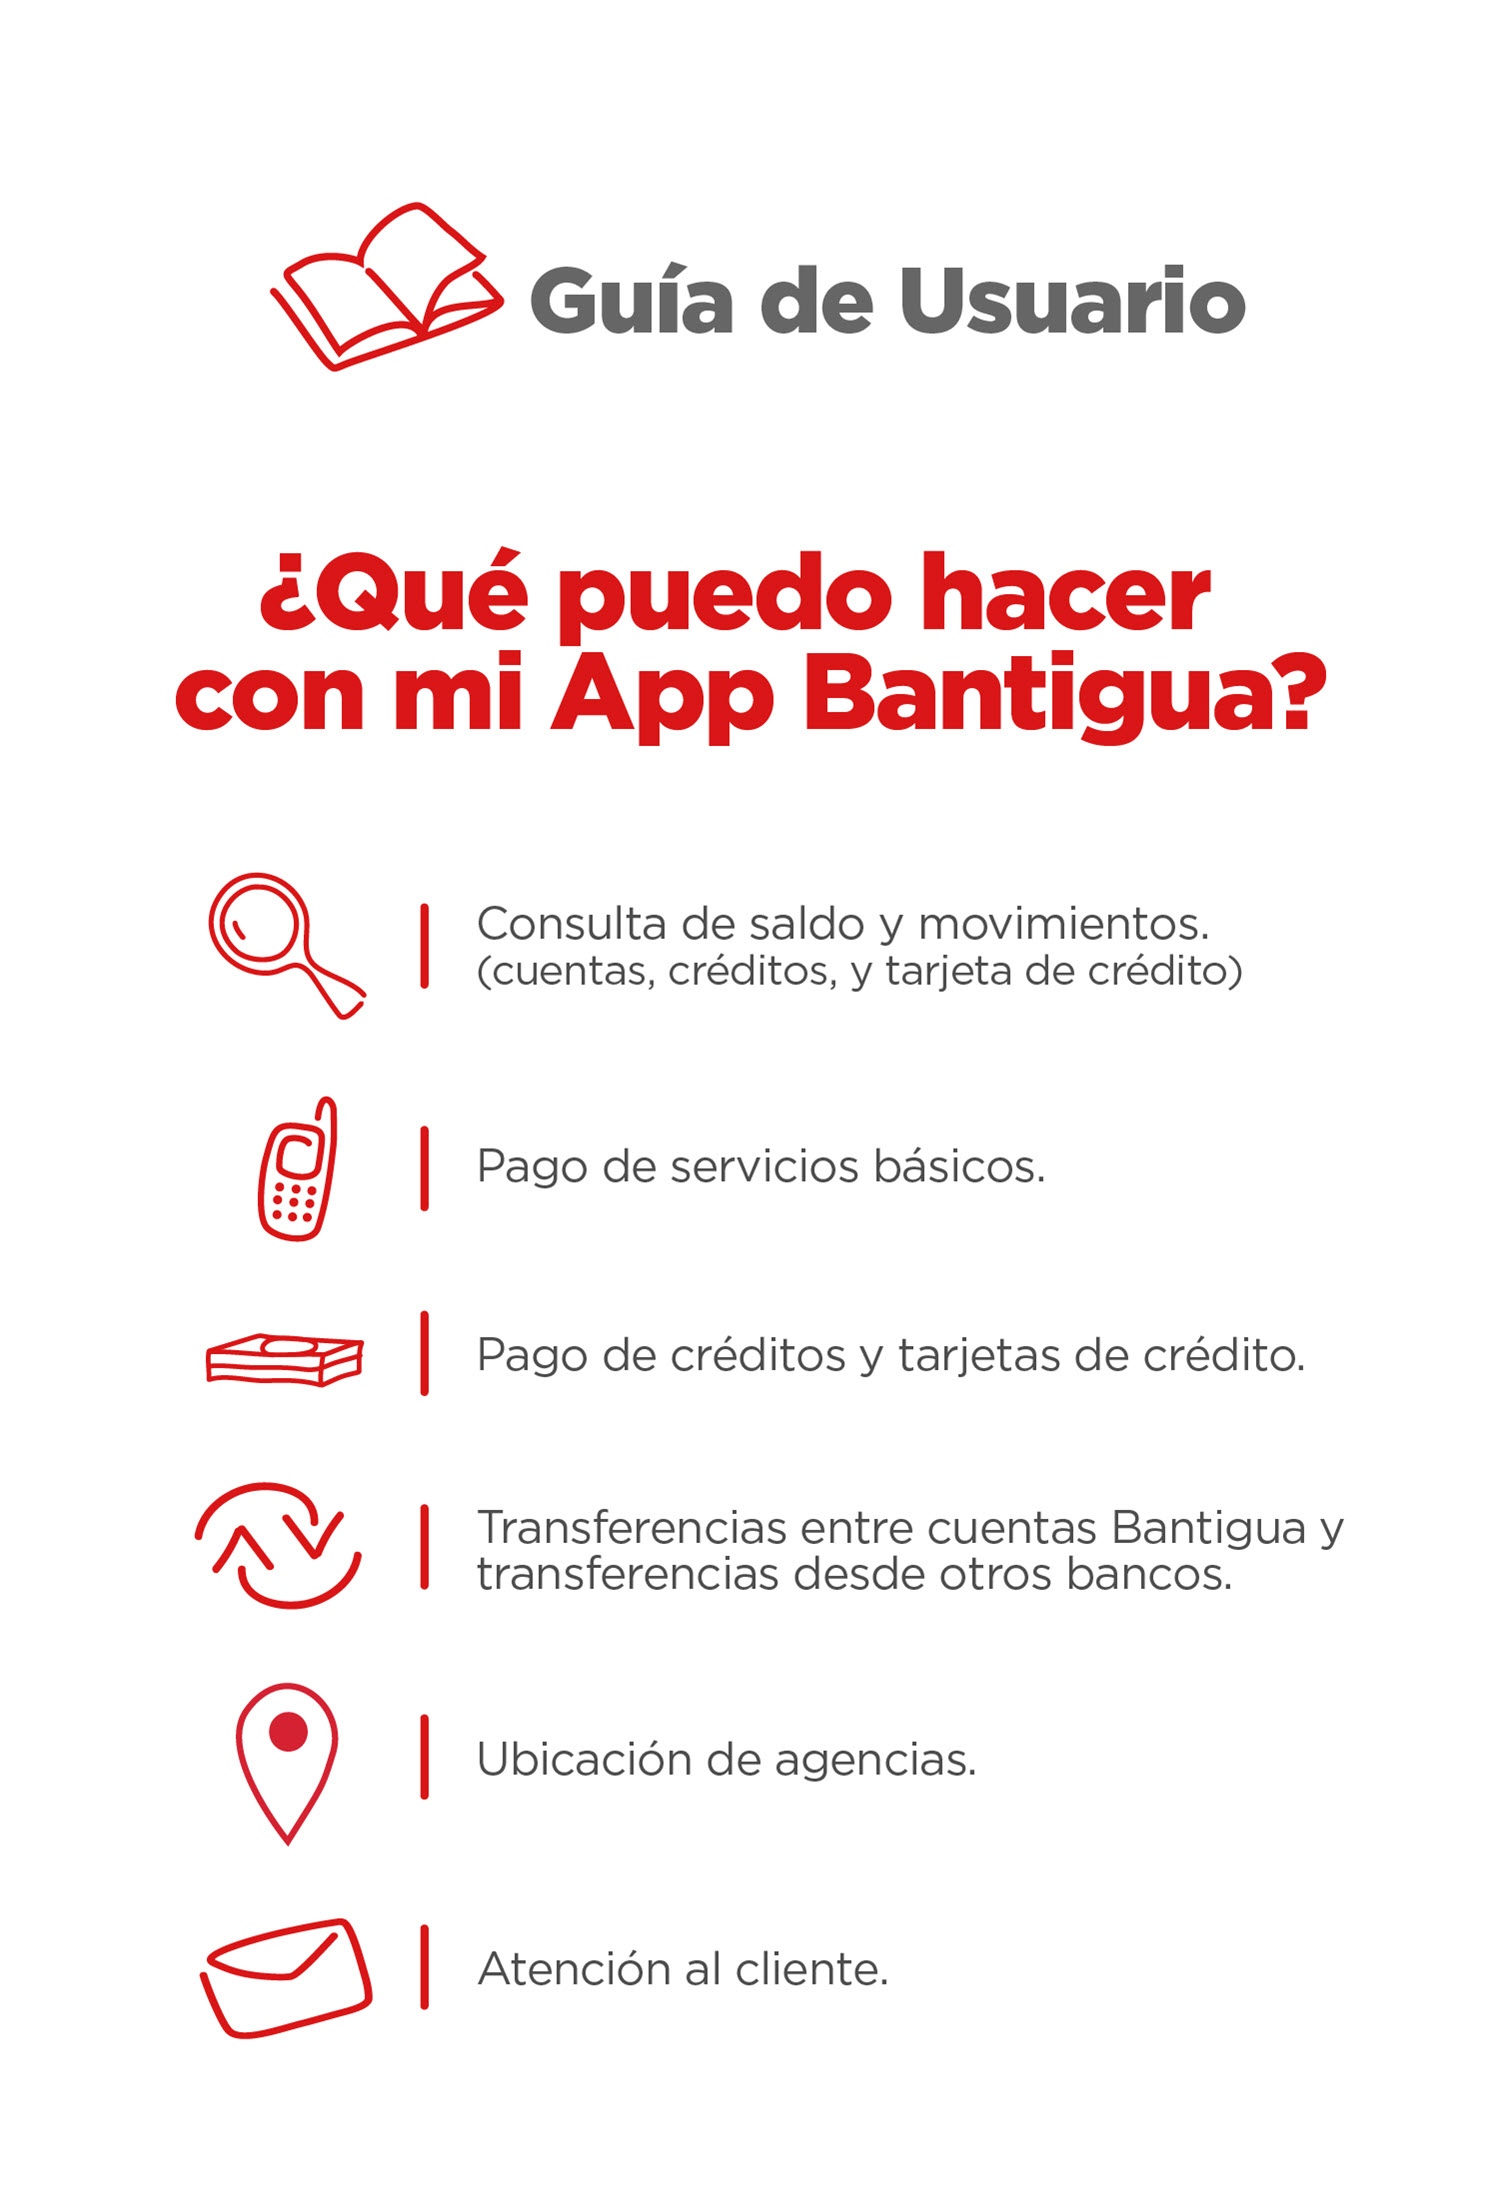 Guía de Usuario
¿Qué puedo hacer
con mi App Bantigua?
Consulta de saldo y movimientos.
(cuentas, créditos, y tarjeta de crédito)
Pago de servicios básicos.
Pago de créditos y tarjetas de crédito.
Transferencias entre cuentas Bantigua y
transferencias desde otros bancos.
Ubicación de agencias.
Atención al cliente.